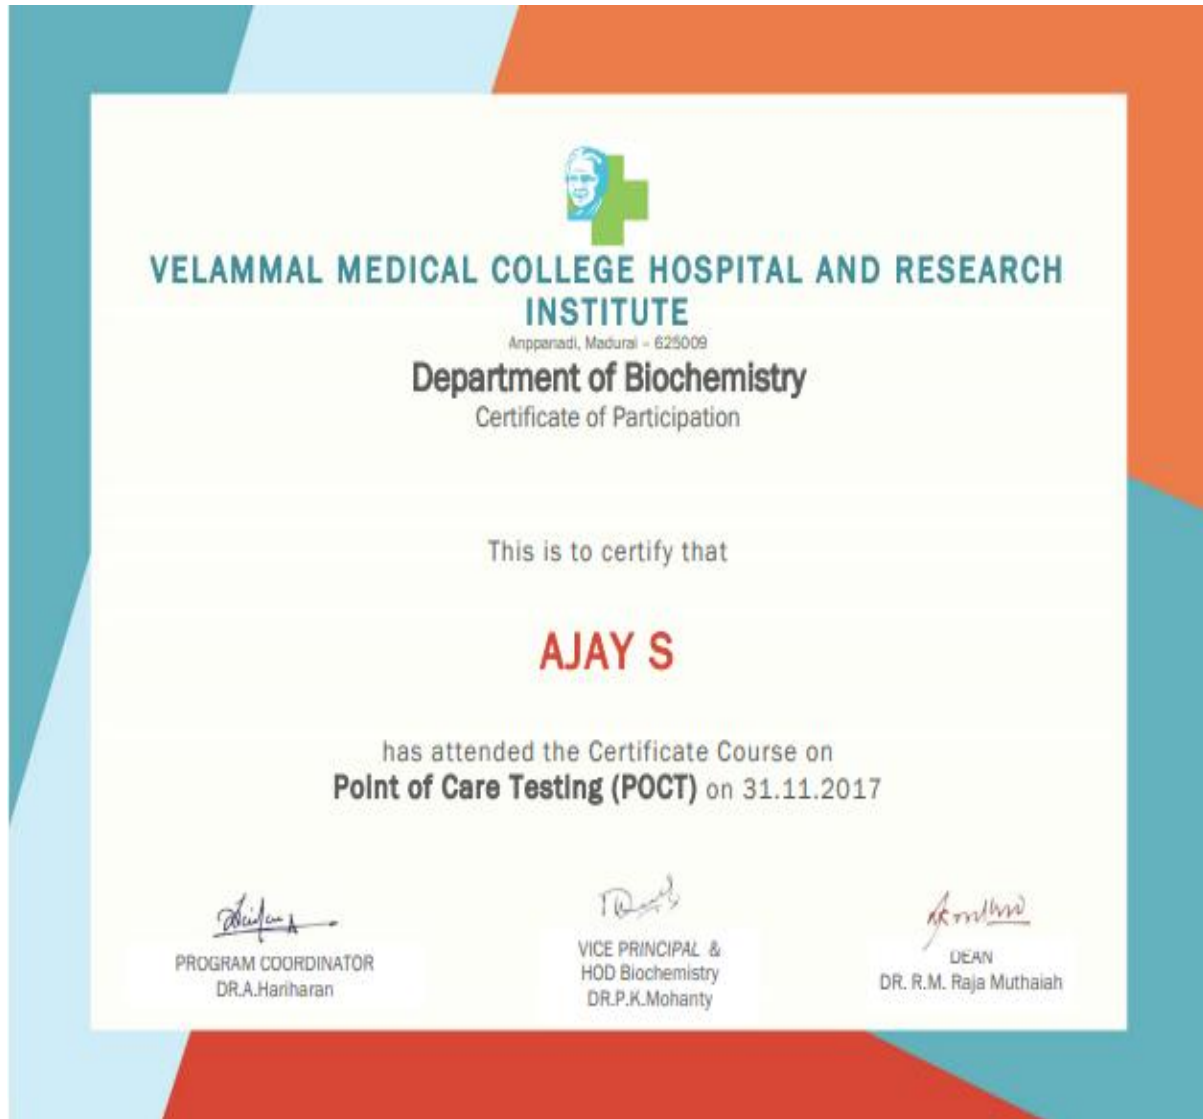 VELAMMAL MEDICAL COLLEGE HOSPITAL AND RESEARCH
INSTITUTE
Anppanadi, Madurai – 625009
Department of Biochemistry
Certificate of Participation
This is to certify that
AJAY S
has attended the Certificate Course on
Point of Care Testing (POCT) on 31.11.2017
PROGRAM COORDINATOR
DR.A.Hariharan
VICE PRINCIPAL &
HOD Biochemistry
DR.P.K.Mohanty
DEAN
DR. R.M. Raja Muthaiah